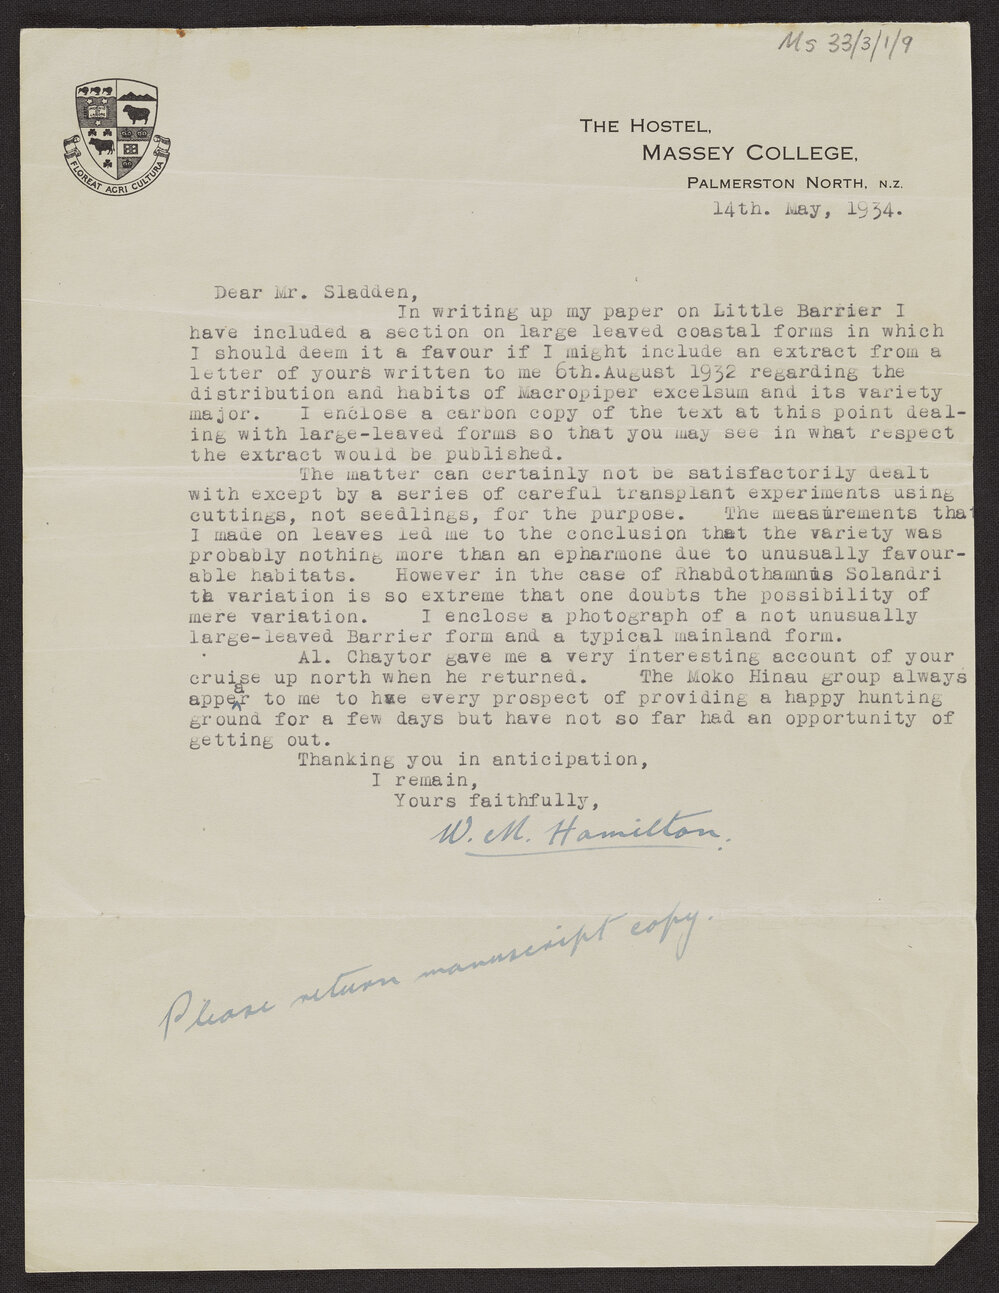 Ms 33/3/1/9
FLOREAT AGRI CULTURA
THE HOSTEL,
MASSEY COLLEGE,
PALMERSTON NORTH, N.Z.
14th. May, 1934.
Dear Mr. Sladden,
In writing up my paper on Little Barrier I
have included a section on large leaved coastal forms in which
I should deem it a favour if I might include an extract from a
letter of yours written to me 6th.August 1932 regarding the
distribution and habits of Macropiper excelsum and its variety
major. I enclose a carbon copy of the text at this point deal-
ing with large-leaved forms so that you may see in what respect
the extract would be published.
The matter can certainly not be satisfactorily dealt
with except by a series of careful transplant experiments using
cuttings, not seedlings, for the purpose. The measurements that
I made on leaves led me to the conclusion that the variety was
probably nothing more than an epharmone due to unusually favour-
able habitats. However in the case of Rhabdothamnus Solandri
th variation is so extreme that one doubts the possibility of
mere variation. I enclose a photograph of a not unusually
large-leaved Barrier form and a typical mainland form.
Al. Chaytor gave me a very interesting account of your
cruise up north when he returned. The Moko Hinau group always
appear to me to hve every prospect of providing a happy hunting
ground for a few days but have not so far had an opportunity of
getting out.
Thanking you in anticipation,
I remain,
Yours faithfully,
W. M. Hamilton.
Please return manuscript copy.